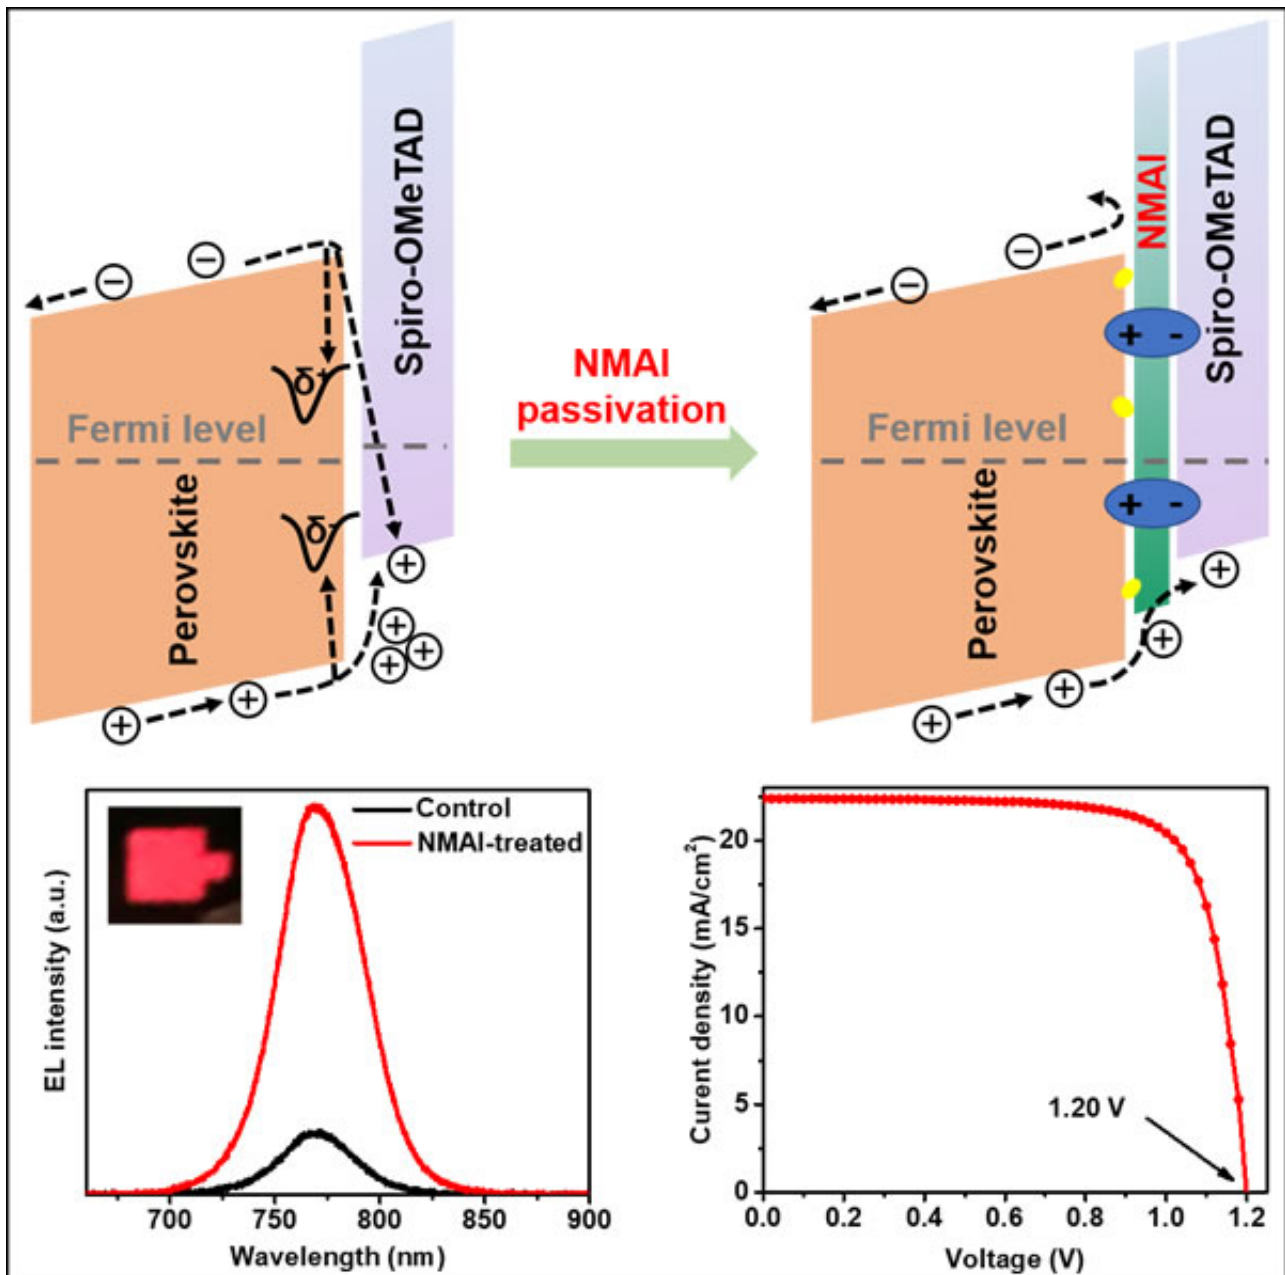 Spiro-OMeTAD
δ+
Fermi level
δ-
Perovskite
NMAI
passivation
NMAI
Spiro-OMeTAD
+ -
Fermi level
+ -
Perovskite
Control
NMAI-treated
EL intensity (a.u.)
700 750 800 850 900
Wavelength (nm)
20
15
10
5
0
Curent density (mA/cm²)
1.20 V
0.0 0.2 0.4 0.6 0.8 1.0 1.2
Voltage (V)